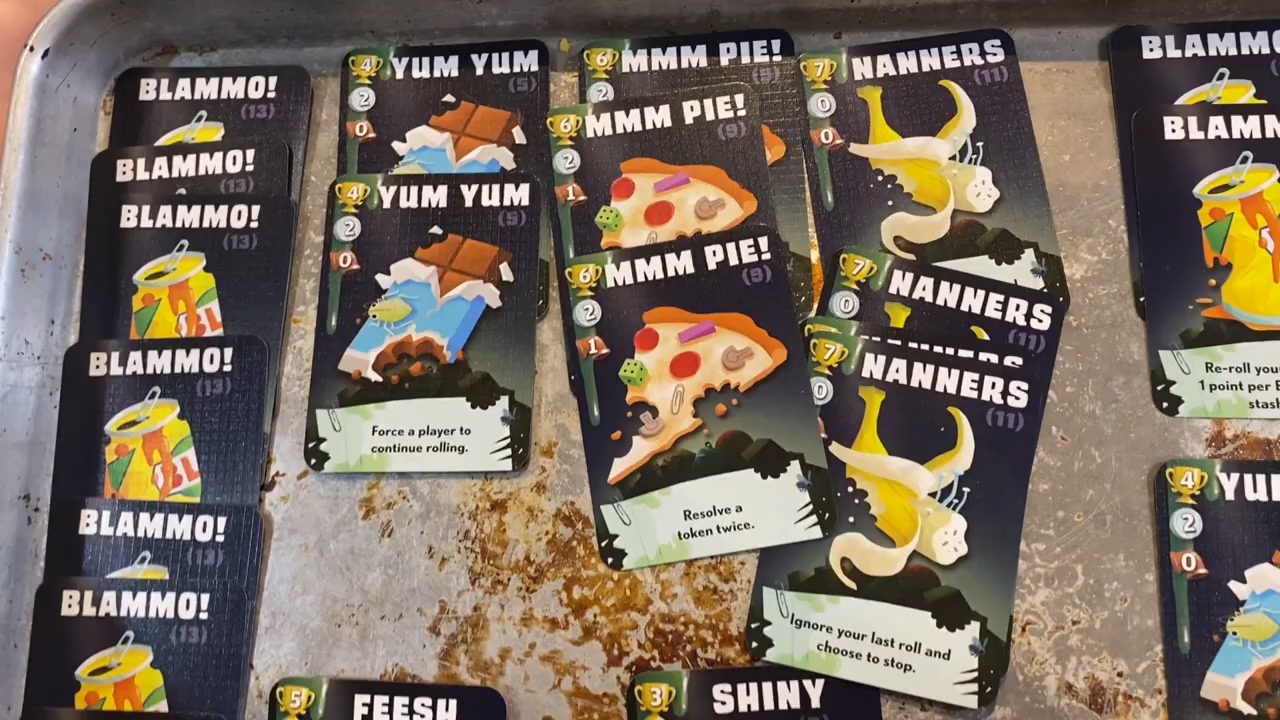 BLAMMO!
(13)
BLAMMO!
(13)
BLAMMO!
(13)
BLAMMO!
(13)
BLAMMO!
(13)
BLAMMO!
(13)
4 YUM YUM
(5)
2
0
4 YUM YUM
(5)
2
0
Force a player to
continue rolling.
6 MMM PIE!
(9)
2
6 MMM PIE!
(9)
2
1
6 MMM PIE!
(9)
2
1
Resolve a
token twice.
7 NANNERS
(11)
0
0
7 NANNERS
(11)
0
NANNERS
7 NANNERS
(11)
0
Ignore your last roll and
choose to stop.
BLAMMO
BLAMM
Re-roll your
1 point per B
stash
4 YU
2
0
5 FEESH
3 SHINY